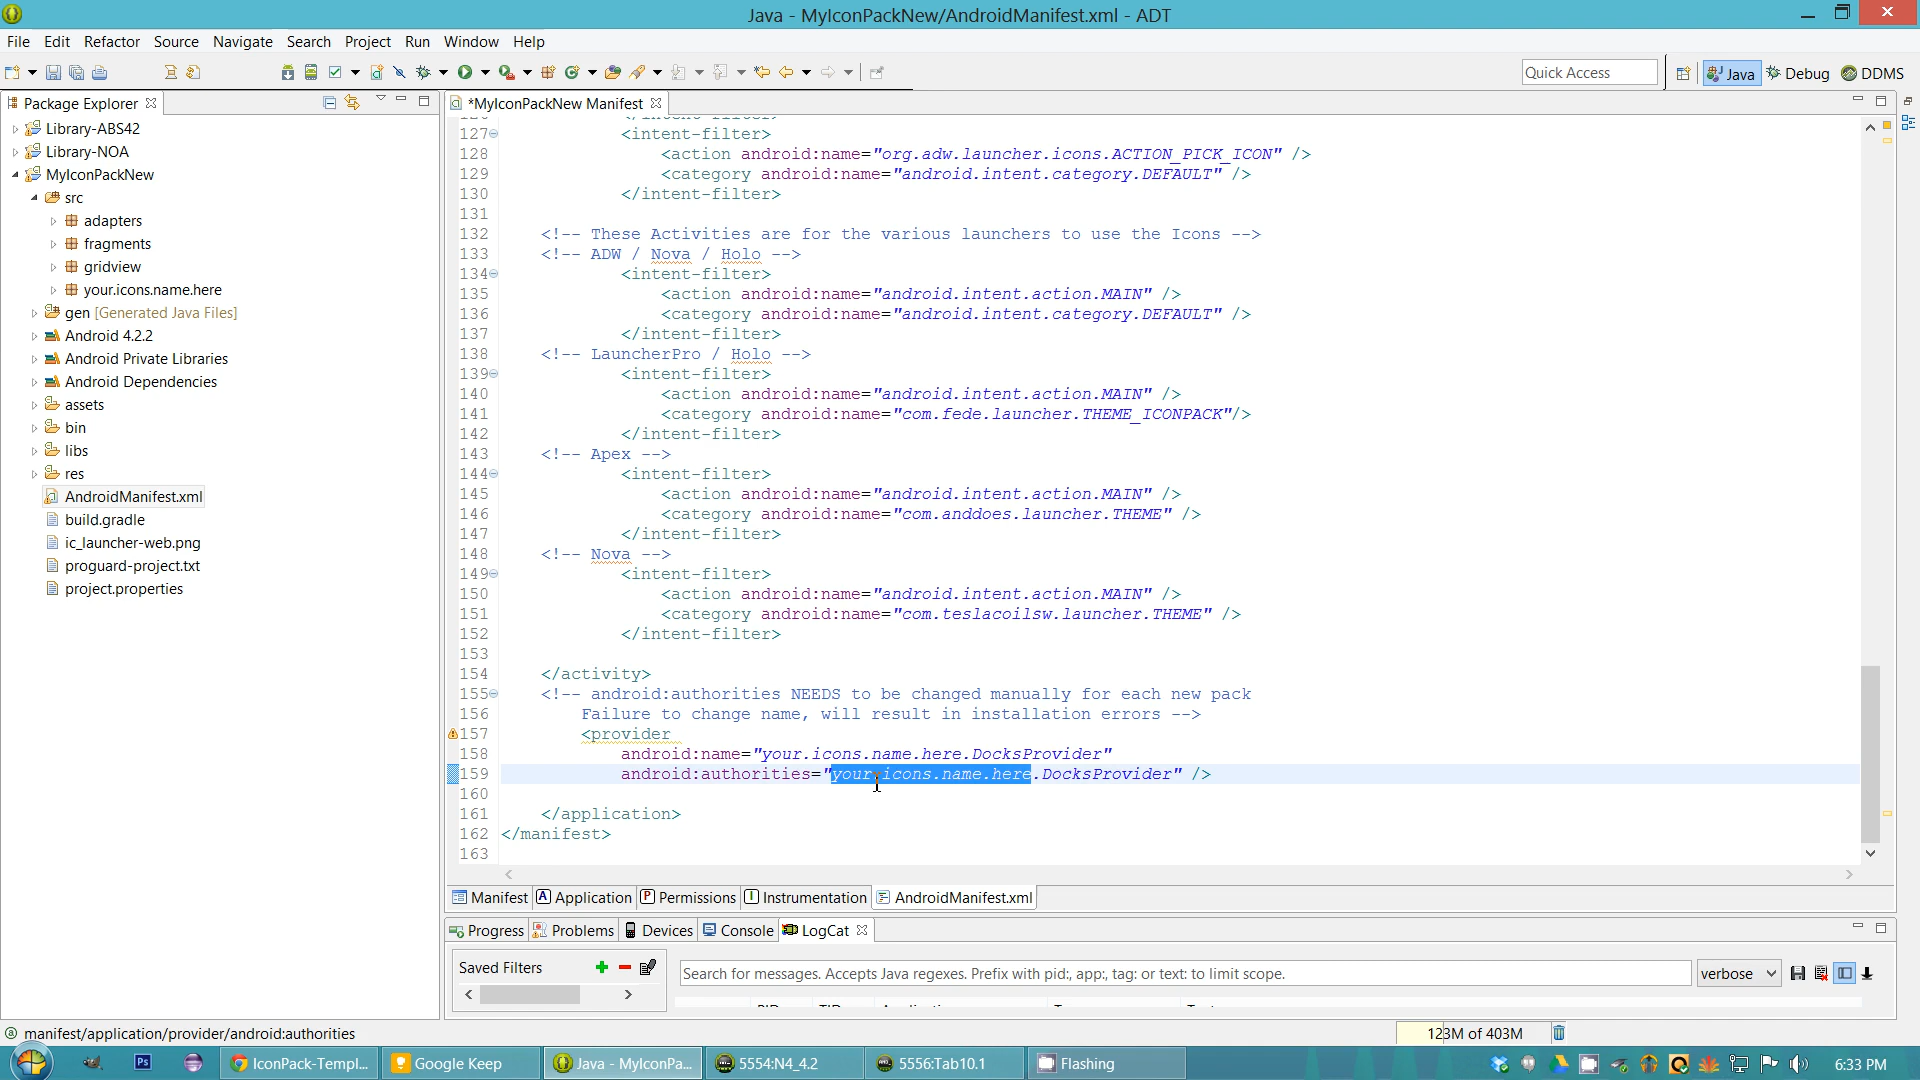 Java - MyIconPackNew/AndroidManifest.xml - ADT
File Edit Refactor Source Navigate Search Project Run Window Help
Quick Access Java Debug DDMS
Package Explorer
Library-ABS42
Library-NOA
MyIconPackNew
src
adapters
fragments
gridview
your.icons.name.here
gen [Generated Java Files]
Android 4.2.2
Android Private Libraries
Android Dependencies
assets
bin
libs
res
AndroidManifest.xml
build.gradle
ic_launcher-web.png
proguard-project.txt
project.properties
*MyIconPackNew Manifest
127 <intent-filter>
128 <action android:name="org.adw.launcher.icons.ACTION_PICK_ICON" />
129 <category android:name="android.intent.category.DEFAULT" />
130 </intent-filter>
131
132 <!-- These Activities are for the various launchers to use the Icons -->
133 <!-- ADW / Nova / Holo -->
134 <intent-filter>
135 <action android:name="android.intent.action.MAIN" />
136 <category android:name="android.intent.category.DEFAULT" />
137 </intent-filter>
138 <!-- LauncherPro / Holo -->
139 <intent-filter>
140 <action android:name="android.intent.action.MAIN" />
141 <category android:name="com.fede.launcher.THEME_ICONPACK"/>
142 </intent-filter>
143 <!-- Apex -->
144 <intent-filter>
145 <action android:name="android.intent.action.MAIN" />
146 <category android:name="com.anddoes.launcher.THEME" />
147 </intent-filter>
148 <!-- Nova -->
149 <intent-filter>
150 <action android:name="android.intent.action.MAIN" />
151 <category android:name="com.teslacoilsw.launcher.THEME" />
152 </intent-filter>
153
154 </activity>
155 <!-- android:authorities NEEDS to be changed manually for each new pack
156 Failure to change name, will result in installation errors -->
157 <provider
158 android:name="your.icons.name.here.DocksProvider"
159 android:authorities="your.icons.name.here.DocksProvider" />
160
161 </application>
162 </manifest>
163
Manifest Application Permissions Instrumentation AndroidManifest.xml
Progress Problems Devices Console LogCat
Saved Filters
Search for messages. Accepts Java regexes. Prefix with pid:, app:, tag: or text: to limit scope.
verbose
manifest/application/provider/android:authorities
123M of 403M
IconPack-Templ... Google Keep Java - MyIconPa... 5554:N4_4.2 5556:Tab10.1 Flashing 6:33 PM